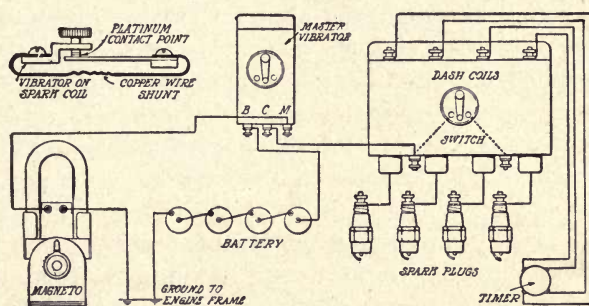 PLATINUM
CONTACT POINT
VIBRATOR ON
SPARK COIL
COPPER WIRE
SHUNT
MASTER
VIBRATOR
B C M
DASH COILS
SWITCH
BATTERY
SPARK PLUGS
MAGNETO
GROUND TO
ENGINE FRAME
TIMER